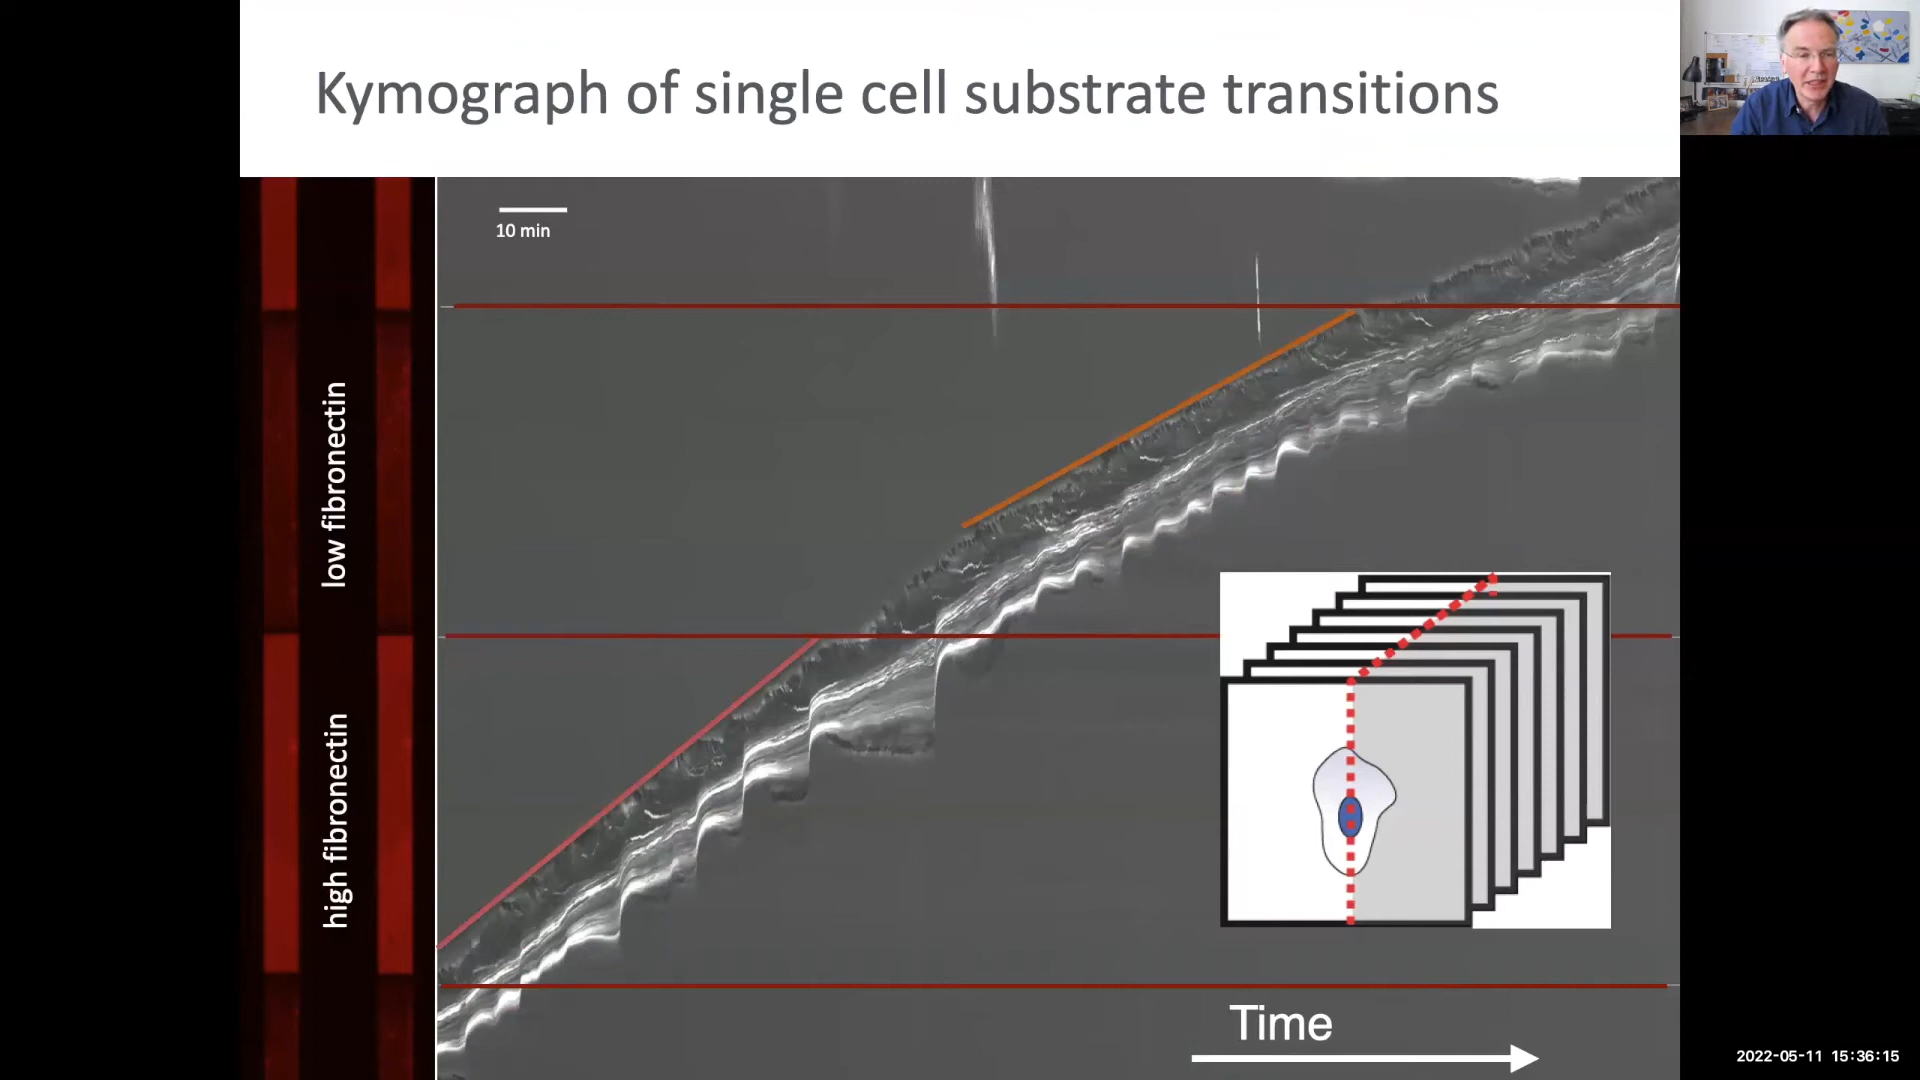 Kymograph of single cell substrate transitions
10 min
low fibronectin
high fibronectin
Time
2022-05-11 15:36:15